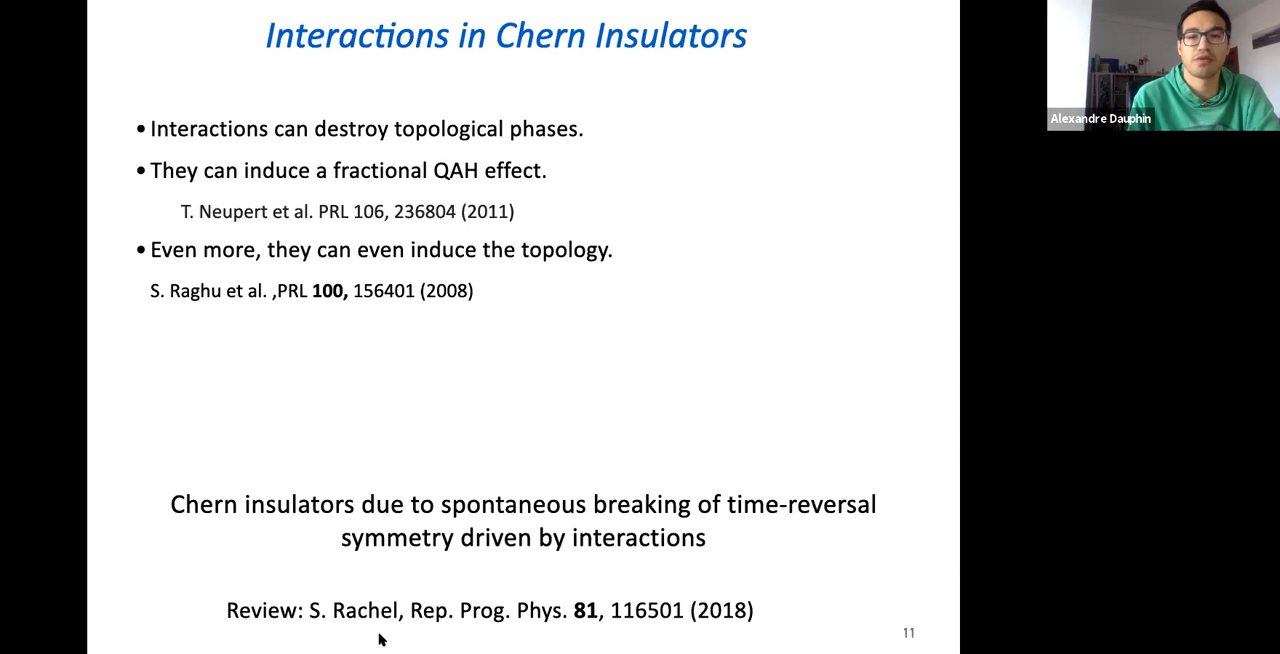 Interactions in Chern Insulators
• Interactions can destroy topological phases.
• They can induce a fractional QAH effect.
T. Neupert et al. PRL 106, 236804 (2011)
• Even more, they can even induce the topology.
S. Raghu et al. ,PRL 100, 156401 (2008)
Chern insulators due to spontaneous breaking of time-reversal
symmetry driven by interactions
Review: S. Rachel, Rep. Prog. Phys. 81, 116501 (2018)
11
Alexandre Dauphin